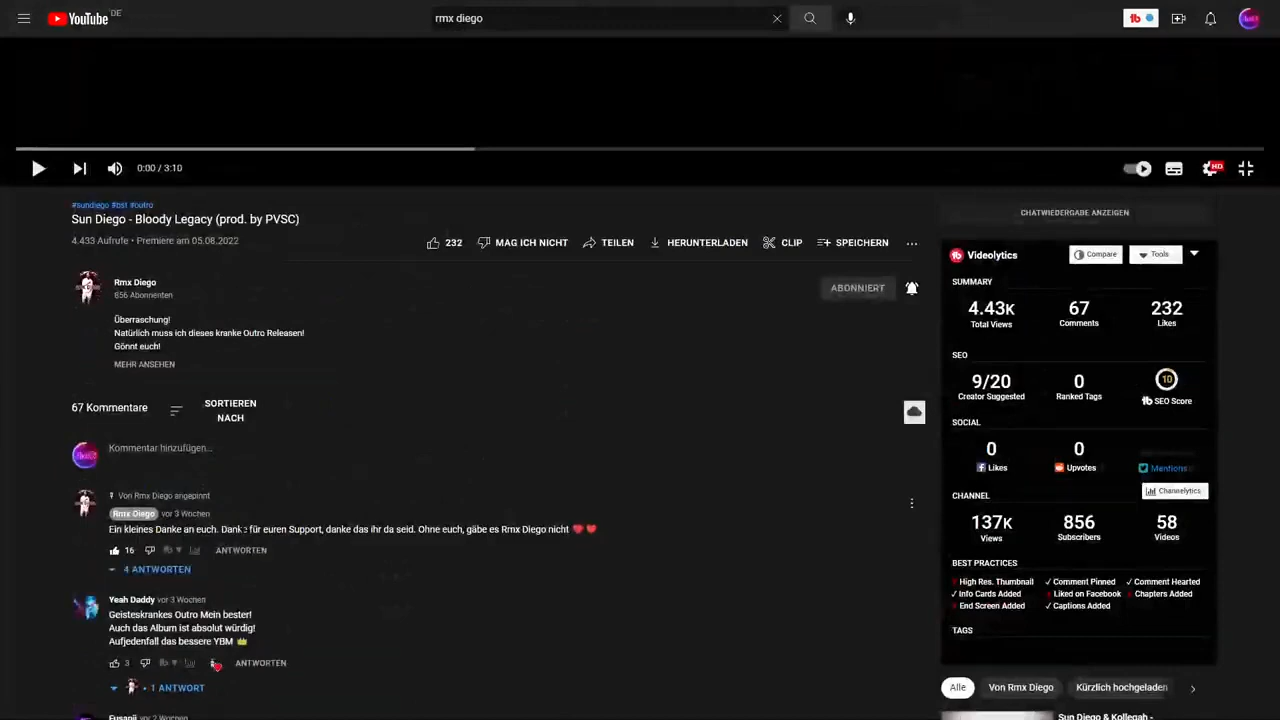 YouTube DE
rmx diego
0:00 / 3:10
HD
#sundiego #bst #outro
Sun Diego - Bloody Legacy (prod. by PVSC)
4.433 Aufrufe • Premiere am 05.08.2022
232 MAG ICH NICHT TEILEN HERUNTERLADEN CLIP SPEICHERN
Rmx Diego
856 Abonnenten
ABONNIERT
Überraschung!
Natürlich muss ich dieses kranke Outro Releasen!
Gönnt euch!
MEHR ANSEHEN
67 Kommentare
SORTIEREN
NACH
Kommentar hinzufügen...
Von Rmx Diego angepinnt
Rmx Diego vor 3 Wochen
Ein kleines Danke an euch. Danke für euren Support, danke das ihr da seid. Ohne euch, gäbe es Rmx Diego nicht
16 ANTWORTEN
4 ANTWORTEN
Yeah Daddy vor 3 Wochen
Geisteskrankes Outro Mein bester!
Auch das Album ist absolut würdig!
Aufjedenfall das bessere YBM
3 ANTWORTEN
1 ANTWORT
vor 2 Wochen
CHATWIEDERGABE ANZEIGEN
Videolytics Compare Tools
SUMMARY
4.43K 67 232
Total Views Comments Likes
SEO
9/20 0 10
Creator Suggested Ranked Tags tb SEO Score
SOCIAL
0 0
Likes Upvotes Mentions
Channelytics
CHANNEL
137K 856 58
Views Subscribers Videos
BEST PRACTICES
High Res. Thumbnail ✓ Comment Pinned ✓ Comment Hearted
✓ Info Cards Added Liked on Facebook Chapters Added
End Screen Added ✓ Captions Added
TAGS
Alle Von Rmx Diego Kürzlich hochgeladen
Sun Diego & Kollegah -